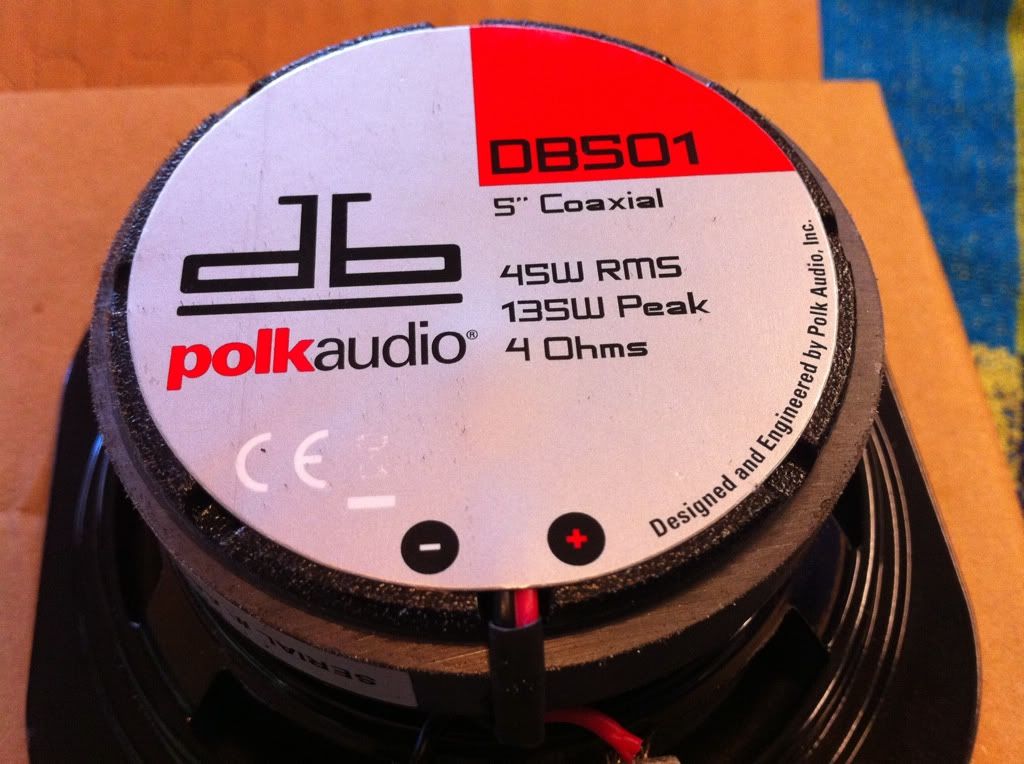 DB501
5" Coaxial
45W RMS
135W Peak
4 Ohms
db
polkaudio®
CE
- +
Designed and Engineered by Polk Audio, Inc.
SERIAL #